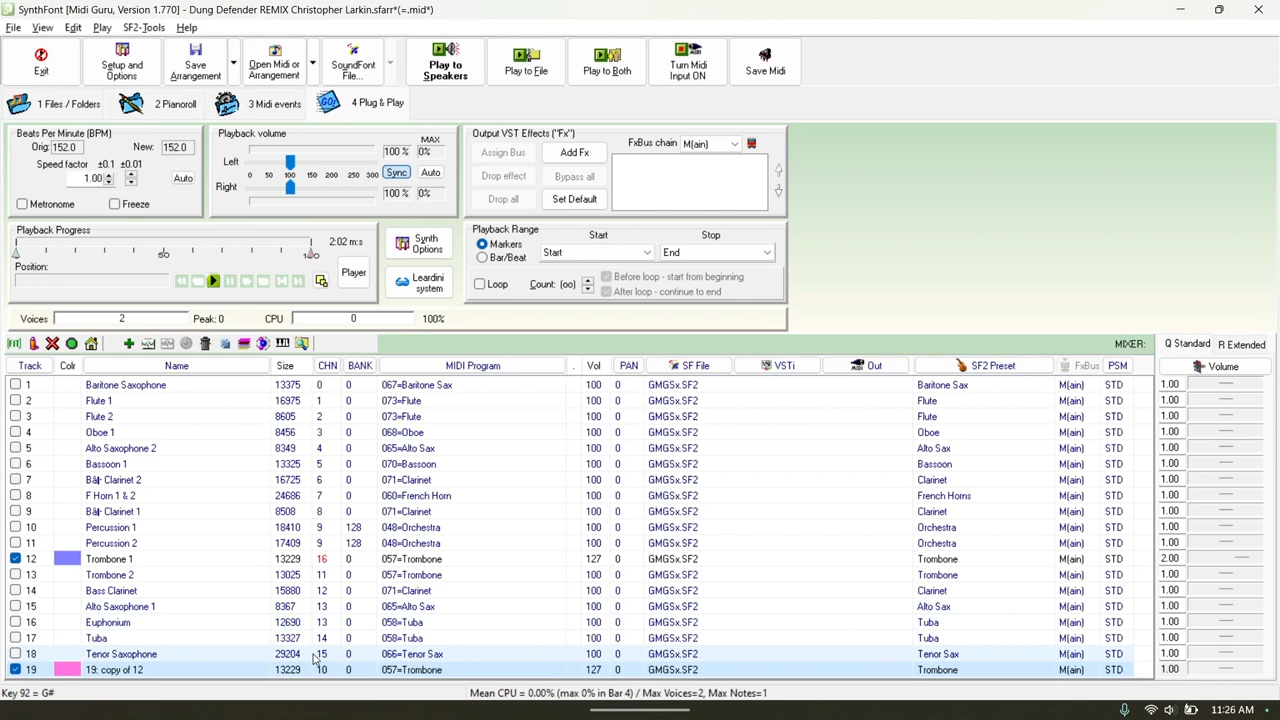 SynthFont [Midi Guru, Version 1.770] - Dung Defender REMIX Christopher Larkin.sfarr*(=.mid*)
File View Edit Play SF2-Tools Help
Exit
Setup and Options
Save Arrangement
Open Midi or Arrangement
SoundFont File...
Play to Speakers
Play to File
Play to Both
Turn Midi Input ON
Save Midi
1 Files / Folders 2 Pianoroll 3 Midi events 4 Plug & Play
Beats Per Minute (BPM)
Orig: 152.0 New: 152.0
Speed factor ±0.1 ±0.01
1.00 Auto
Metronome Freeze
Playback volume
MAX
Left 100 % 0%
0 50 100 150 200 250 300 Sync Auto
Right 100 % 0%
Output VST Effects ("Fx") FxBus chain M(ain)
Assign Bus Add Fx
Drop effect Bypass all
Drop all Set Default
Playback Progress
2:02 m:s
0 50 100
Position:
Player
Synth Options
Leardini system
Playback Range Start Stop
Markers Start End
Bar/Beat
Loop Count: (oo) Before loop - start from beginning
After loop - continue to end
Voices 2 Peak: 0 CPU 0 100%
MIXER: Q Standard R Extended
Track Colr Name Size CHN BANK MIDI Program . Vol PAN SF File VSTi Out SF2 Preset FxBus PSM Volume
1 Baritone Saxophone 13375 0 0 067=Baritone Sax 100 0 GMGSx.SF2 Baritone Sax M(ain) STD 1.00
2 Flute 1 16975 1 0 073=Flute 100 0 GMGSx.SF2 Flute M(ain) STD 1.00
3 Flute 2 8605 2 0 073=Flute 100 0 GMGSx.SF2 Flute M(ain) STD 1.00
4 Oboe 1 8456 3 0 068=Oboe 100 0 GMGSx.SF2 Oboe M(ain) STD 1.00
5 Alto Saxophone 2 8349 4 0 065=Alto Sax 100 0 GMGSx.SF2 Alto Sax M(ain) STD 1.00
6 Bassoon 1 13325 5 0 070=Bassoon 100 0 GMGSx.SF2 Bassoon M(ain) STD 1.00
7 Clarinet 2 16725 6 0 071=Clarinet 100 0 GMGSx.SF2 Clarinet M(ain) STD 1.00
8 F Horn 1 & 2 24686 7 0 060=French Horn 100 0 GMGSx.SF2 French Horns M(ain) STD 1.00
9 Clarinet 1 8508 8 0 071=Clarinet 100 0 GMGSx.SF2 Clarinet M(ain) STD 1.00
10 Percussion 1 18410 9 128 048=Orchestra 100 0 GMGSx.SF2 Orchestra M(ain) STD 1.00
11 Percussion 2 17409 9 128 048=Orchestra 100 0 GMGSx.SF2 Orchestra M(ain) STD 1.00
12 Trombone 1 13229 16 0 057=Trombone 127 0 GMGSx.SF2 Trombone M(ain) STD 2.00
13 Trombone 2 13025 11 0 057=Trombone 100 0 GMGSx.SF2 Trombone M(ain) STD 1.00
14 Bass Clarinet 15880 12 0 071=Clarinet 100 0 GMGSx.SF2 Clarinet M(ain) STD 1.00
15 Alto Saxophone 1 8367 13 0 065=Alto Sax 100 0 GMGSx.SF2 Alto Sax M(ain) STD 1.00
16 Euphonium 12690 13 0 058=Tuba 100 0 GMGSx.SF2 Tuba M(ain) STD 1.00
17 Tuba 13327 14 0 058=Tuba 100 0 GMGSx.SF2 Tuba M(ain) STD 1.00
18 Tenor Saxophone 29204 15 0 066=Tenor Sax 100 0 GMGSx.SF2 Tenor Sax M(ain) STD 1.00
19 19: copy of 12 13229 10 0 057=Trombone 127 0 GMGSx.SF2 Trombone M(ain) STD 1.00
Key 92 = G# Mean CPU = 0.00% (max 0% in Bar 4) / Max Voices=2, Max Notes=1
11:26 AM